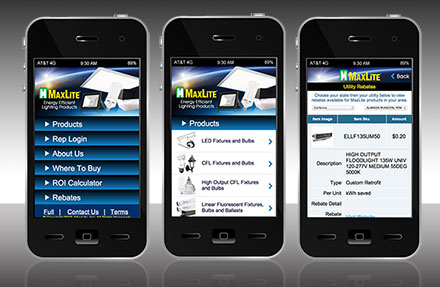 AT&T 4G 9:30 AM 89%
MAXLITE
Energy Efficient
Lighting Products
Products
Rep Login
About Us
Where To Buy
ROI Calculator
Rebates
Full | Contact Us | Terms
AT&T 4G 9:30 AM 89%
MAXLITE
Energy Efficient
Lighting Products
Products
LED Fixtures and Bulbs
CFL Fixtures and Bulbs
High Output CFL Fixtures
and Bulbs
Linear Fluorescent Fixtures,
Bulbs and Ballasts
AT&T 4G 9:30 AM 89%
MAXLITE
Back
Utility Rebates
Choose your state then your utility below to view
rebates available for MaxLite products in your area.
California
Item Image Item Sku Amount
ELLF135UM50 $0.20
Description HIGH OUTPUT
FLOODLIGHT 135W UNIV
120-277V MEDIUM 55DEG
5000K
Type Custom Retrofit
Per Unit kWh saved
Rebate Detail
Rebate